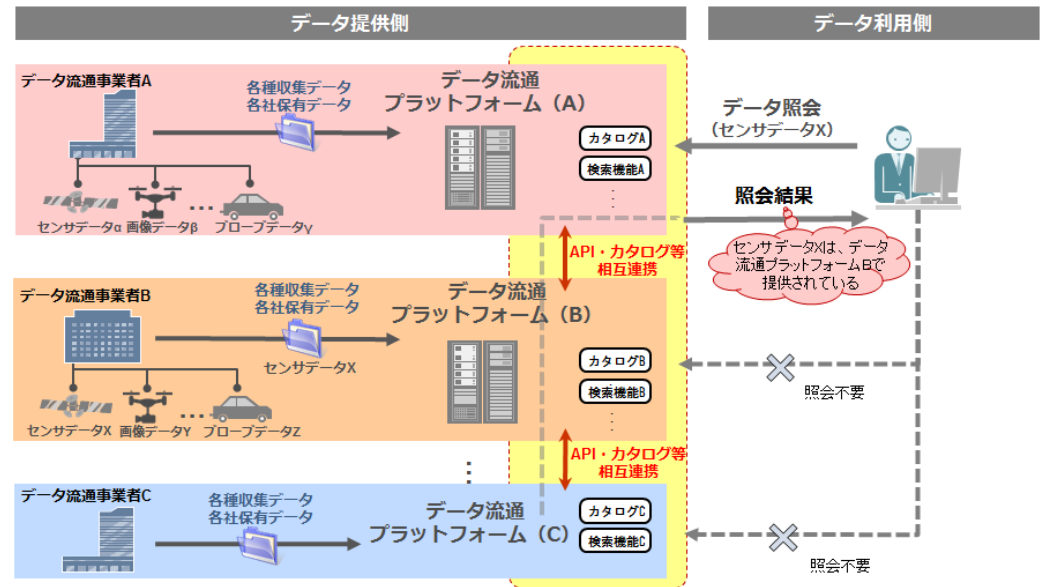 データ提供側
データ利用側
データ流通事業者A
各種収集データ
各社保有データ
データ流通
プラットフォーム（A）
カタログA
検索機能A
センサデータα
画像データβ
プローブデータγ
データ照会
（センサデータX）
照会結果
センサデータXは、データ
流通プラットフォームBで
提供されている
API・カタログ等
相互連携
データ流通事業者B
各種収集データ
各社保有データ
センサデータX
データ流通
プラットフォーム（B）
カタログB
検索機能B
センサデータX
画像データY
プローブデータZ
照会不要
API・カタログ等
相互連携
データ流通事業者C
各種収集データ
各社保有データ
データ流通
プラットフォーム（C）
カタログC
検索機能C
照会不要